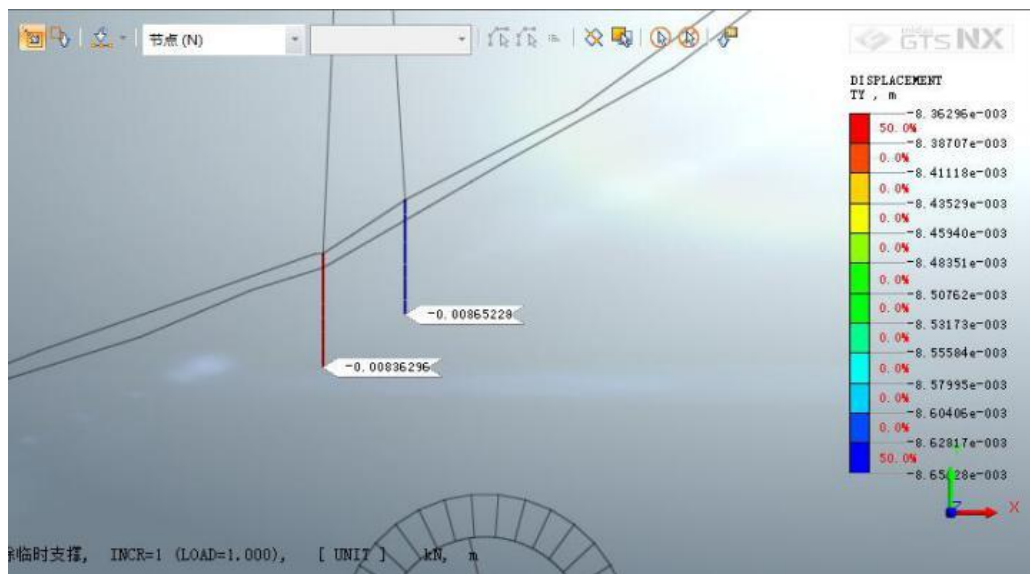 节点 (N)
GTS NX
DISPLACEMENT
TY , m
-8.36296e-003
50.0%
-8.38707e-003
0.0%
-8.41118e-003
0.0%
-8.43529e-003
0.0%
-8.45940e-003
0.0%
-8.48351e-003
0.0%
-8.50762e-003
0.0%
-8.53173e-003
0.0%
-8.55584e-003
0.0%
-8.57995e-003
0.0%
-8.60406e-003
0.0%
-8.62817e-003
50.0%
-0.00865228
-0.00836296
Z
X
临时支撑, INCR=1 (LOAD=1.000), [ UNIT ] kN, m